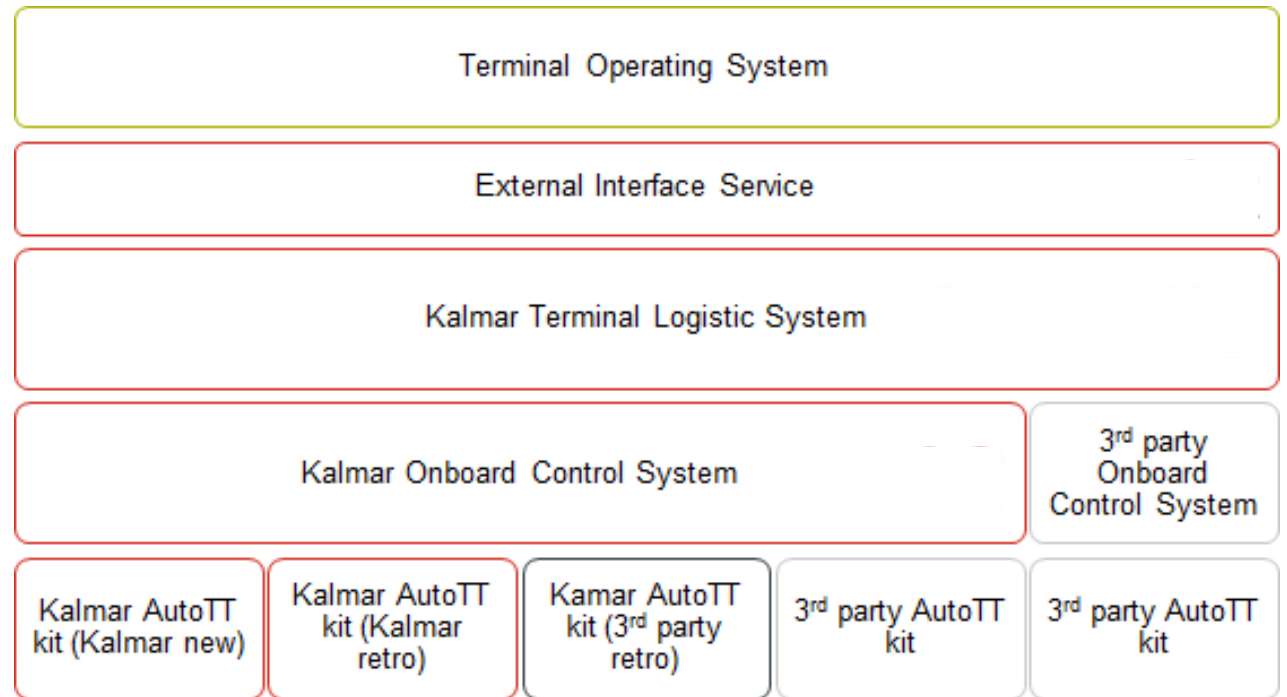 Terminal Operating System
External Interface Service
Kalmar Terminal Logistic System
Kalmar Onboard Control System
3rd party
Onboard
Control System
Kalmar AutoTT
kit (Kalmar new)
Kalmar AutoTT
kit (Kalmar
retro)
Kamar AutoTT
kit (3rd party
retro)
3rd party AutoTT
kit
3rd party AutoTT
kit